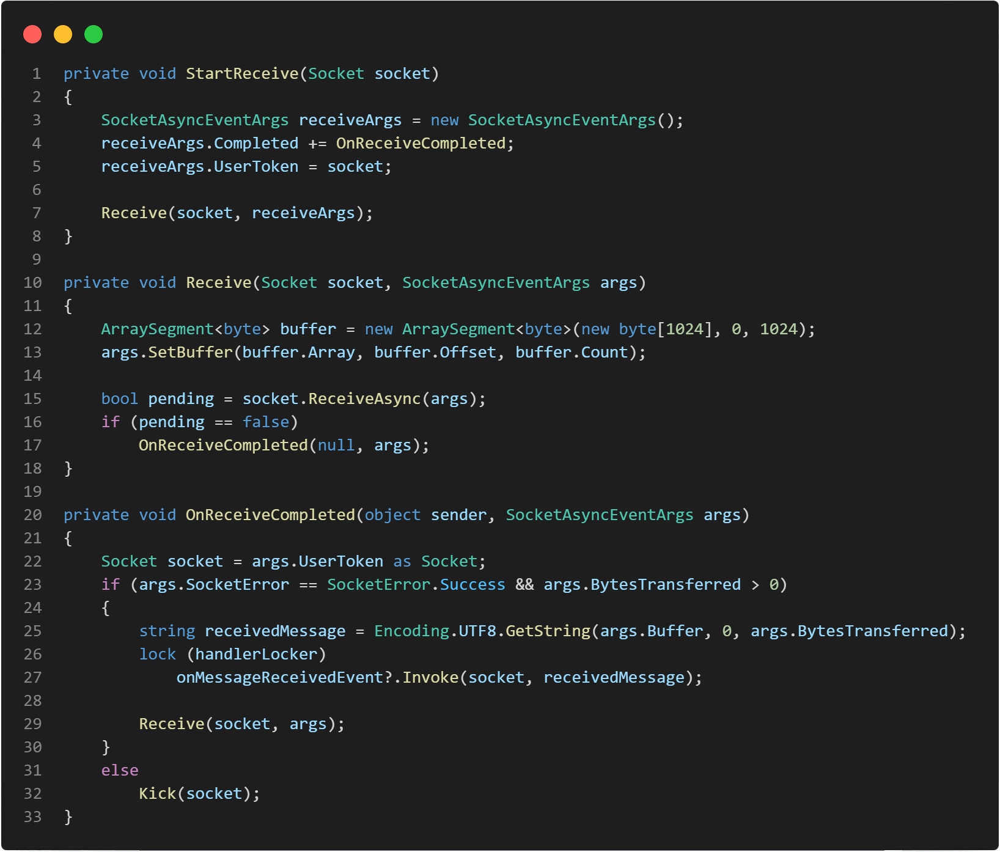 1 private void StartReceive(Socket socket)
2 {
3     SocketAsyncEventArgs receiveArgs = new SocketAsyncEventArgs();
4     receiveArgs.Completed += OnReceiveCompleted;
5     receiveArgs.UserToken = socket;
6
7     Receive(socket, receiveArgs);
8 }
9
10 private void Receive(Socket socket, SocketAsyncEventArgs args)
11 {
12     ArraySegment<byte> buffer = new ArraySegment<byte>(new byte[1024], 0, 1024);
13     args.SetBuffer(buffer.Array, buffer.Offset, buffer.Count);
14
15     bool pending = socket.ReceiveAsync(args);
16     if (pending == false)
17         OnReceiveCompleted(null, args);
18 }
19
20 private void OnReceiveCompleted(object sender, SocketAsyncEventArgs args)
21 {
22     Socket socket = args.UserToken as Socket;
23     if (args.SocketError == SocketError.Success && args.BytesTransferred > 0)
24     {
25         string receivedMessage = Encoding.UTF8.GetString(args.Buffer, 0, args.BytesTransferred);
26         lock (handlerLocker)
27             onMessageReceivedEvent?.Invoke(socket, receivedMessage);
28
29         Receive(socket, args);
30     }
31     else
32         Kick(socket);
33 }